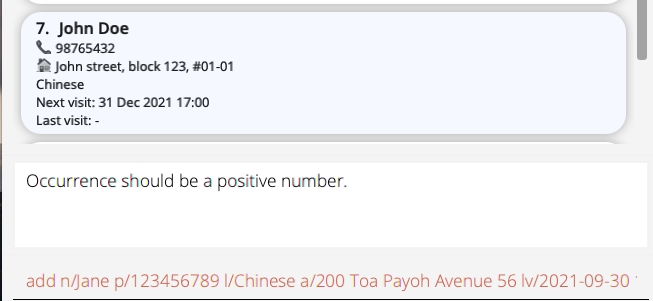 7. John Doe
98765432
John street, block 123, #01-01
Chinese
Next visit: 31 Dec 2021 17:00
Last visit: -
Occurrence should be a positive number.
add n/Jane p/123456789 l/Chinese a/200 Toa Payoh Avenue 56 lv/2021-09-30